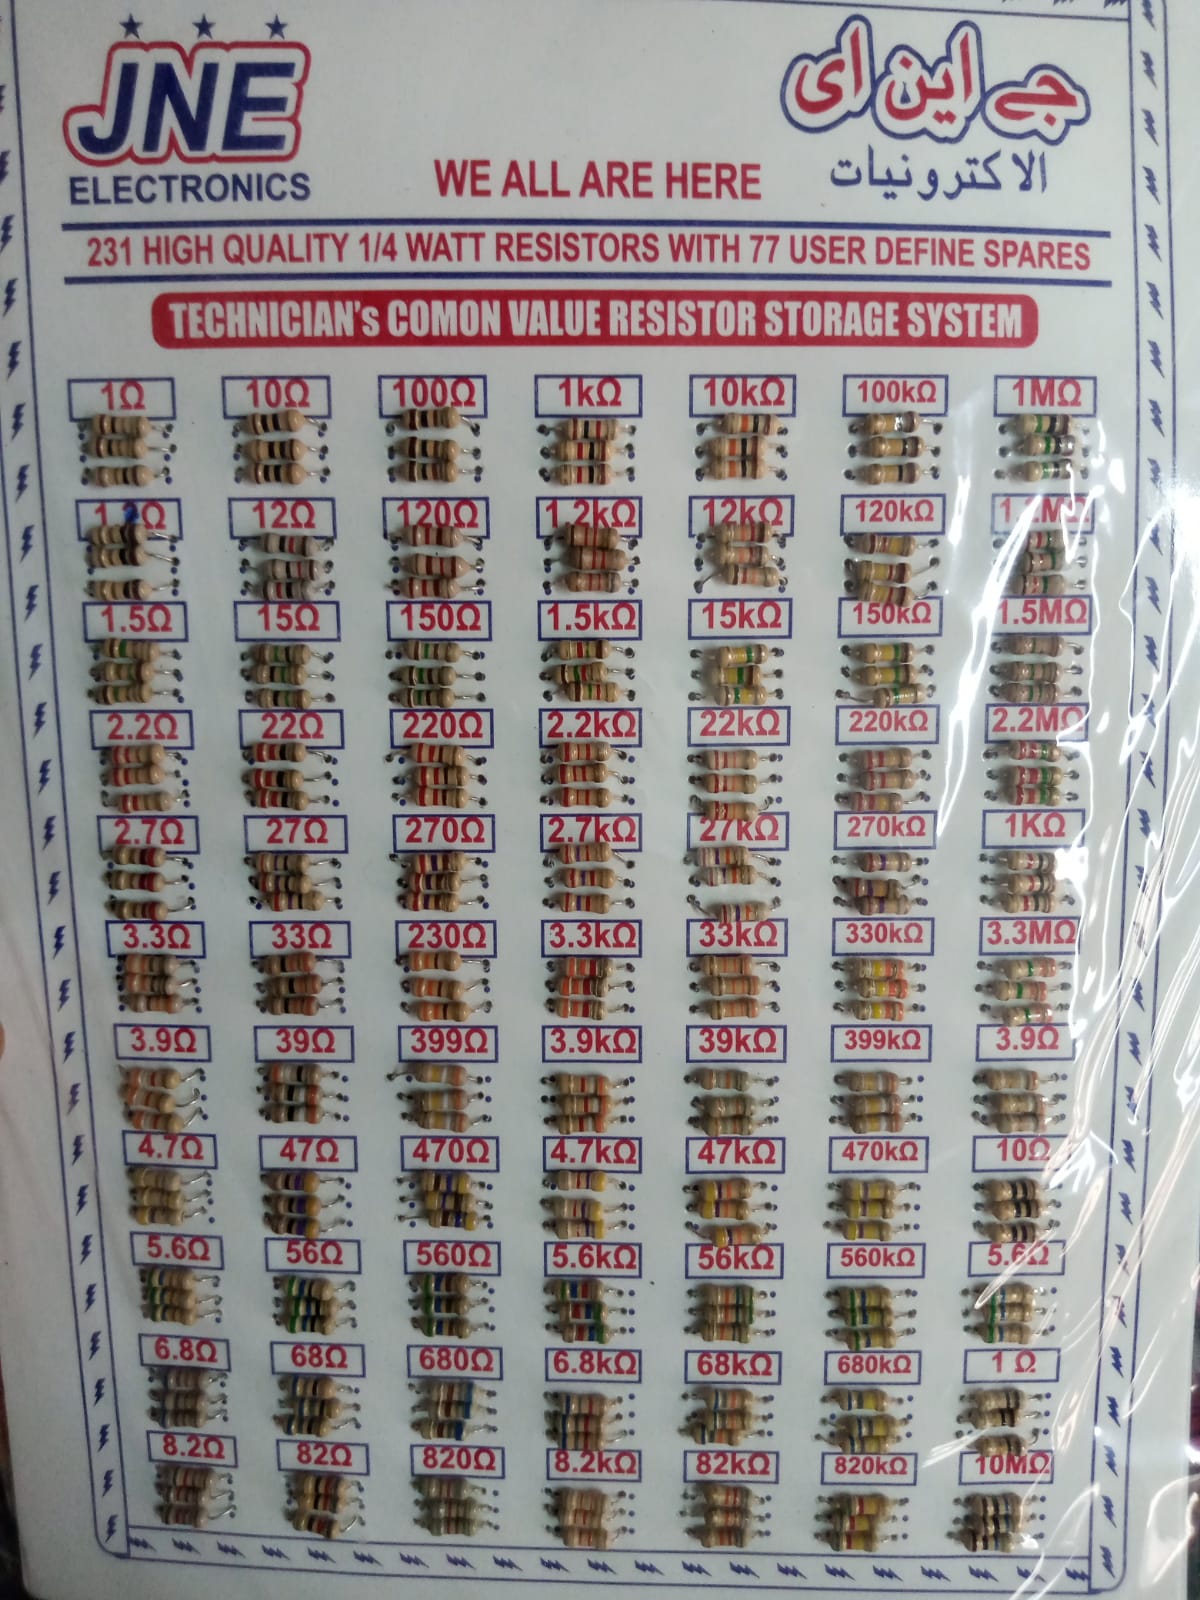 JNE
ELECTRONICS
WE ALL ARE HERE
جے این ای
الاكترونيات
231 HIGH QUALITY 1/4 WATT RESISTORS WITH 77 USER DEFINE SPARES
TECHNICIAN's COMON VALUE RESISTOR STORAGE SYSTEM
1Ω 10Ω 100Ω 1kΩ 10kΩ 100kΩ 1MΩ
1.2Ω 12Ω 120Ω 1.2kΩ 12kΩ 120kΩ 1.2MΩ
1.5Ω 15Ω 150Ω 1.5kΩ 15kΩ 150kΩ 1.5MΩ
2.2Ω 22Ω 220Ω 2.2kΩ 22kΩ 220kΩ 2.2MΩ
2.7Ω 27Ω 270Ω 2.7kΩ 27kΩ 270kΩ 1KΩ
3.3Ω 33Ω 230Ω 3.3kΩ 33kΩ 330kΩ 3.3MΩ
3.9Ω 39Ω 399Ω 3.9kΩ 39kΩ 399kΩ 3.9Ω
4.7Ω 47Ω 470Ω 4.7kΩ 47kΩ 470kΩ 10Ω
5.6Ω 56Ω 560Ω 5.6kΩ 56kΩ 560kΩ 5.6Ω
6.8Ω 68Ω 680Ω 6.8kΩ 68kΩ 680kΩ 1 Ω
8.2Ω 82Ω 820Ω 8.2kΩ 82kΩ 820kΩ 10MΩ